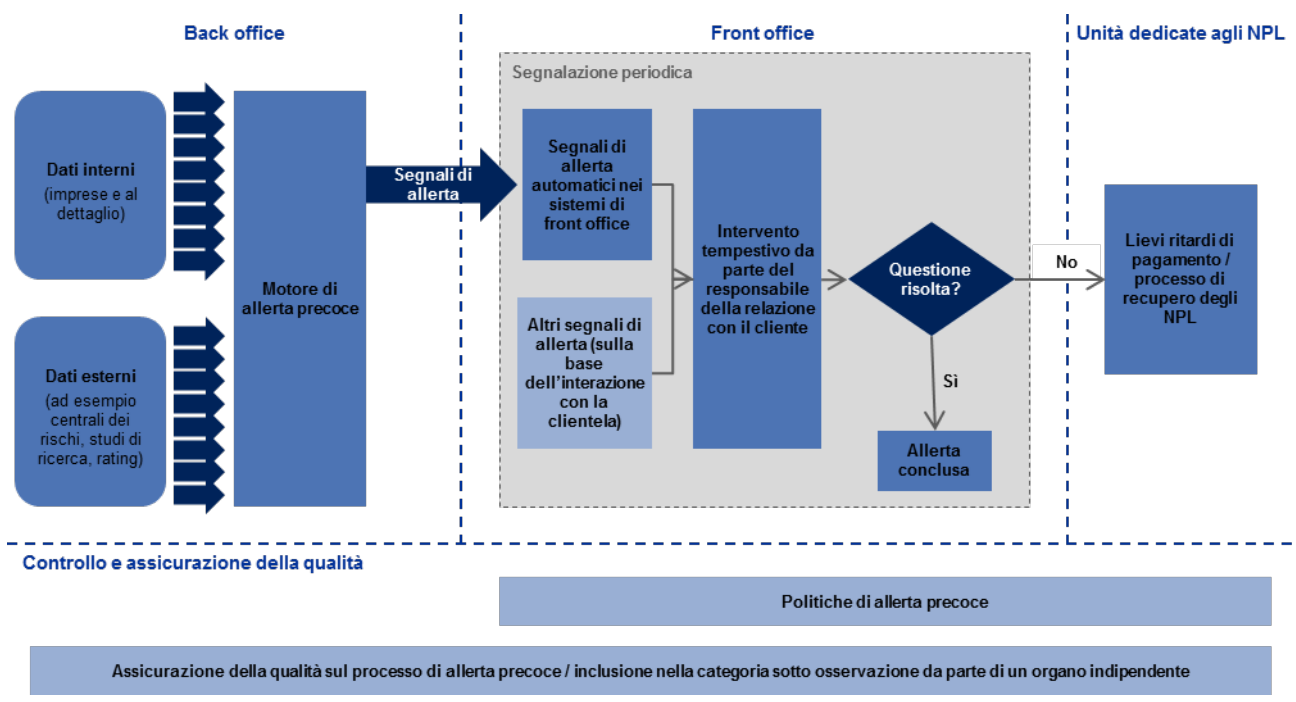 Back office
Front office
Unità dedicate agli NPL
Segnalazione periodica
Dati interni
(imprese e al
dettaglio)
Dati esterni
(ad esempio
centrali dei
rischi, studi di
ricerca, rating)
Motore di
allerta precoce
Segnali di
allerta
Segnali di
allerta
automatici nei
sistemi di
front office
Altri segnali di
allerta (sulla
base
dell'interazione
con la
clientela)
Intervento
tempestivo da
parte del
responsabile
della relazione
con il cliente
Questione
risolta?
No
Sì
Allerta
conclusa
Lievi ritardi di
pagamento /
processo di
recupero degli
NPL
Controllo e assicurazione della qualità
Politiche di allerta precoce
Assicurazione della qualità sul processo di allerta precoce / inclusione nella categoria sotto osservazione da parte di un organo indipendente